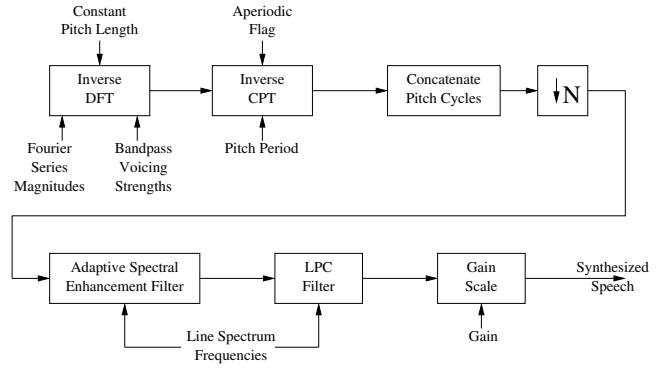 Constant
Pitch Length
Aperiodic
Flag
Inverse
DFT
Inverse
CPT
Concatenate
Pitch Cycles
↓N
Fourier
Series
Magnitudes
Bandpass
Voicing
Strengths
Pitch Period
Adaptive Spectral
Enhancement Filter
LPC
Filter
Gain
Scale
Synthesized
Speech
Line Spectrum
Frequencies
Gain